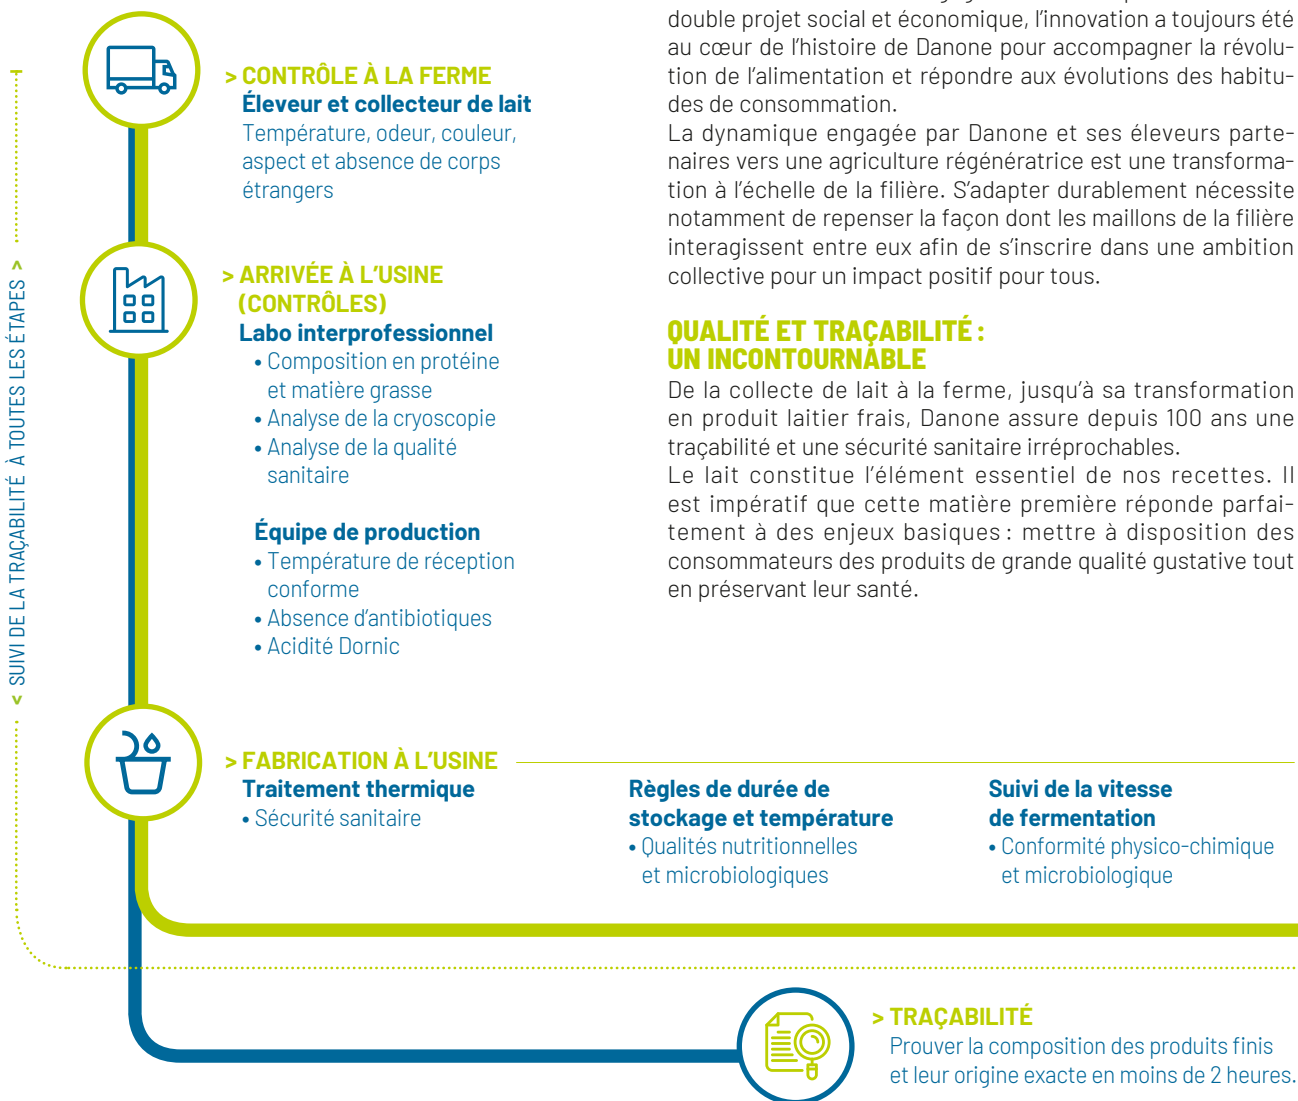 < SUIVI DE LA TRAÇABILITÉ À TOUTES LES ÉTAPES >
> CONTRÔLE À LA FERME
Éleveur et collecteur de lait
Température, odeur, couleur,
aspect et absence de corps
étrangers
> ARRIVÉE À L’USINE
(CONTRÔLES)
Labo interprofessionnel
• Composition en protéine
et matière grasse
• Analyse de la cryoscopie
• Analyse de la qualité
sanitaire
Équipe de production
• Température de réception
conforme
• Absence d’antibiotiques
• Acidité Dornic
double projet social et économique, l’innovation a toujours été
au cœur de l’histoire de Danone pour accompagner la révolu-
tion de l’alimentation et répondre aux évolutions des habitu-
des de consommation.
La dynamique engagée par Danone et ses éleveurs parte-
naires vers une agriculture régénératrice est une transforma-
tion à l’échelle de la filière. S’adapter durablement nécessite
notamment de repenser la façon dont les maillons de la filière
interagissent entre eux afin de s’inscrire dans une ambition
collective pour un impact positif pour tous.
QUALITÉ ET TRAÇABILITÉ :
UN INCONTOURNABLE
De la collecte de lait à la ferme, jusqu’à sa transformation
en produit laitier frais, Danone assure depuis 100 ans une
traçabilité et une sécurité sanitaire irréprochables.
Le lait constitue l’élément essentiel de nos recettes. Il
est impératif que cette matière première réponde parfai-
tement à des enjeux basiques : mettre à disposition des
consommateurs des produits de grande qualité gustative tout
en préservant leur santé.
> FABRICATION À L’USINE
Traitement thermique
• Sécurité sanitaire
Règles de durée de
stockage et température
• Qualités nutritionnelles
et microbiologiques
Suivi de la vitesse
de fermentation
• Conformité physico-chimique
et microbiologique
> TRAÇABILITÉ
Prouver la composition des produits finis
et leur origine exacte en moins de 2 heures.